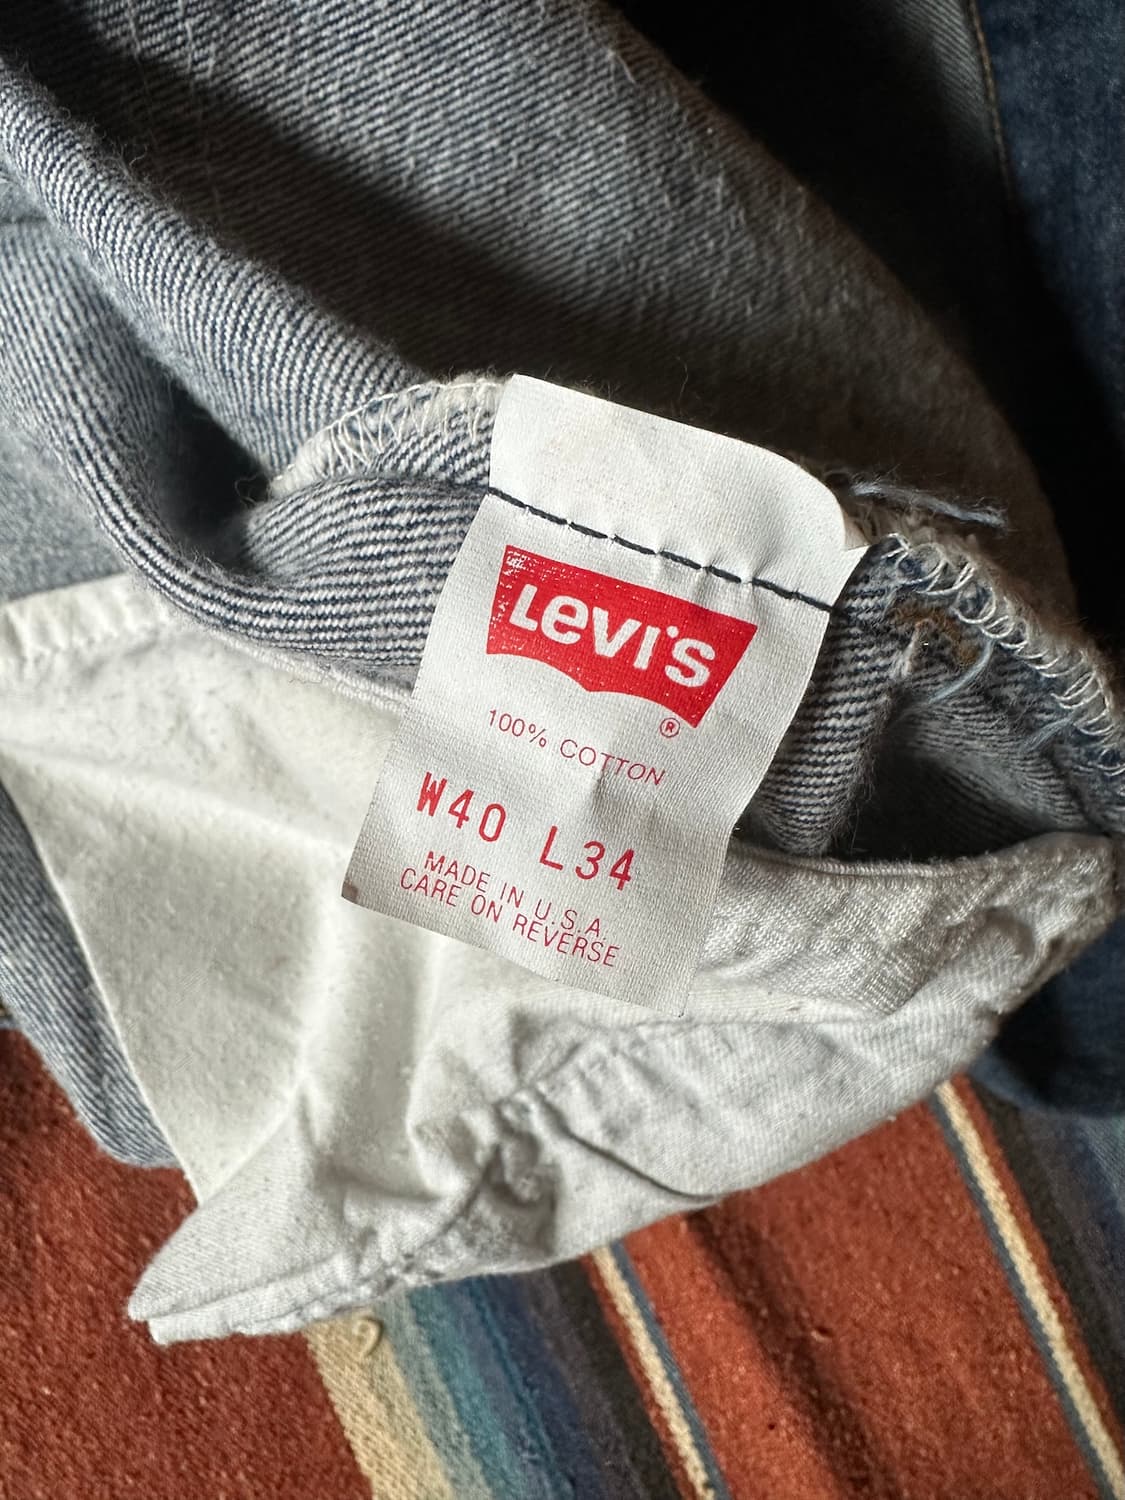 LEVI'S
®
100% COTTON
W40 L34
MADE IN U.S.A.
CARE ON REVERSE